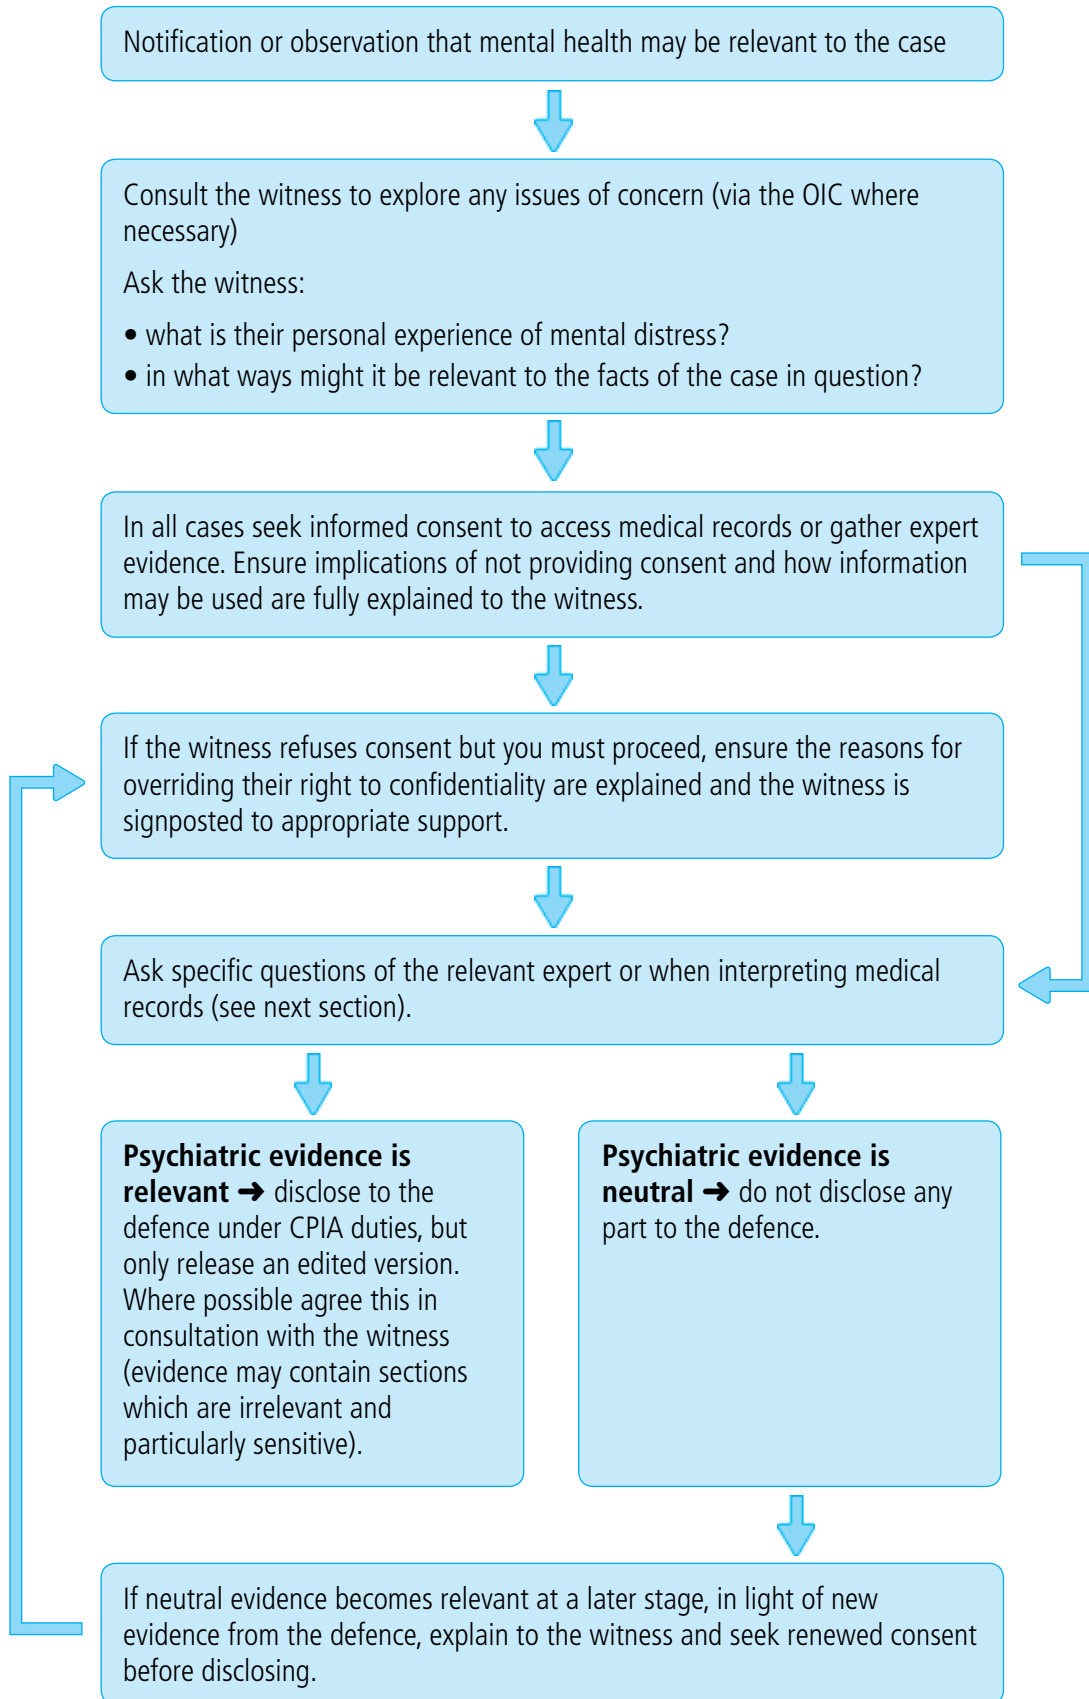 Notification or observation that mental health may be relevant to the case
Consult the witness to explore any issues of concern (via the OIC where
necessary)
Ask the witness:
• what is their personal experience of mental distress?
• in what ways might it be relevant to the facts of the case in question?
In all cases seek informed consent to access medical records or gather expert
evidence. Ensure implications of not providing consent and how information
may be used are fully explained to the witness.
If the witness refuses consent but you must proceed, ensure the reasons for
overriding their right to confidentiality are explained and the witness is
signposted to appropriate support.
Ask specific questions of the relevant expert or when interpreting medical
records (see next section).
Psychiatric evidence is
relevant ➜ disclose to the
defence under CPIA duties, but
only release an edited version.
Where possible agree this in
consultation with the witness
(evidence may contain sections
which are irrelevant and
particularly sensitive).
Psychiatric evidence is
neutral ➜ do not disclose any
part to the defence.
If neutral evidence becomes relevant at a later stage, in light of new
evidence from the defence, explain to the witness and seek renewed consent
before disclosing.